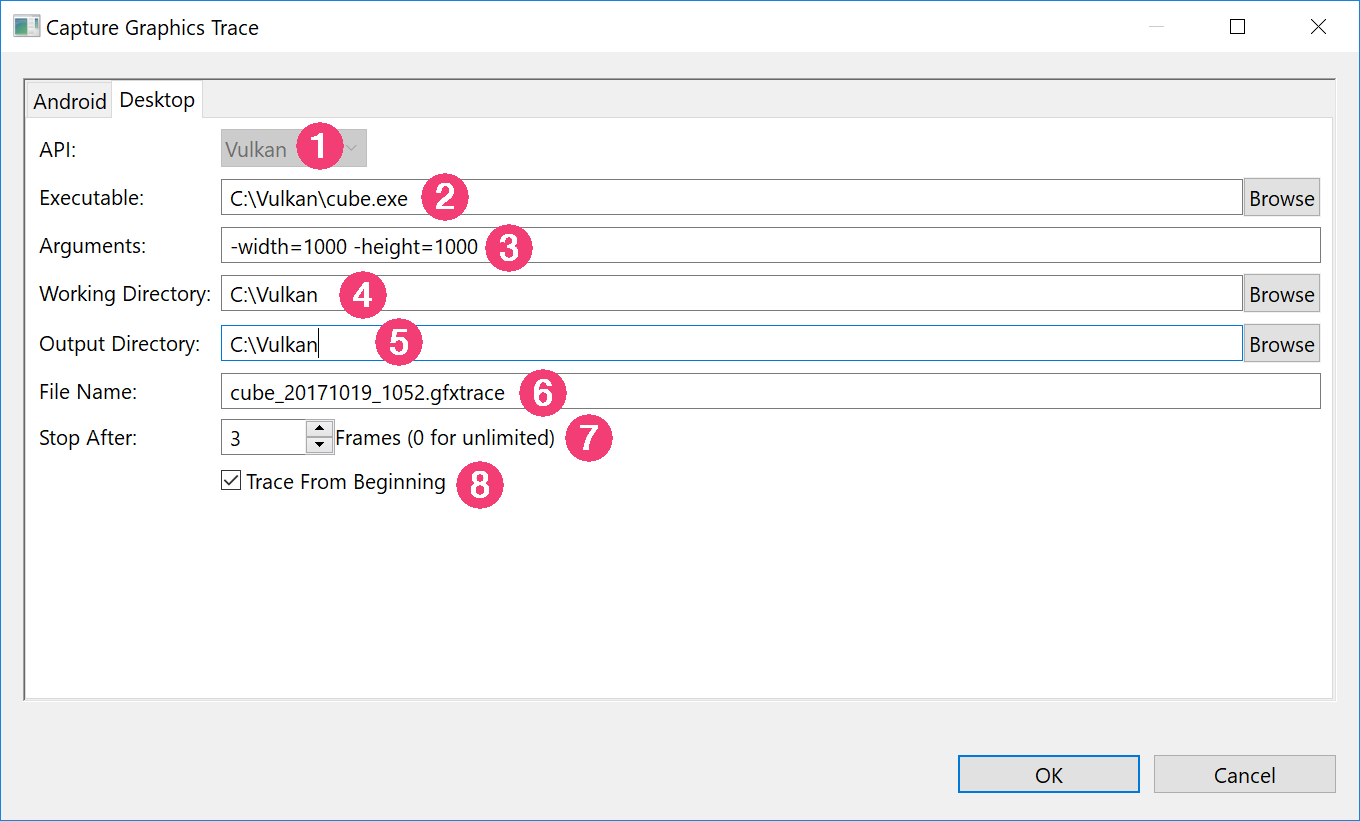 Capture Graphics Trace
Android Desktop
API: Vulkan 1
Executable: C:\Vulkan\cube.exe 2 Browse
Arguments: -width=1000 -height=1000 3
Working Directory: C:\Vulkan 4 Browse
Output Directory: C:\Vulkan 5 Browse
File Name: cube_20171019_1052.gfxtrace 6
Stop After: 3 Frames (0 for unlimited) 7
Trace From Beginning 8
OK Cancel